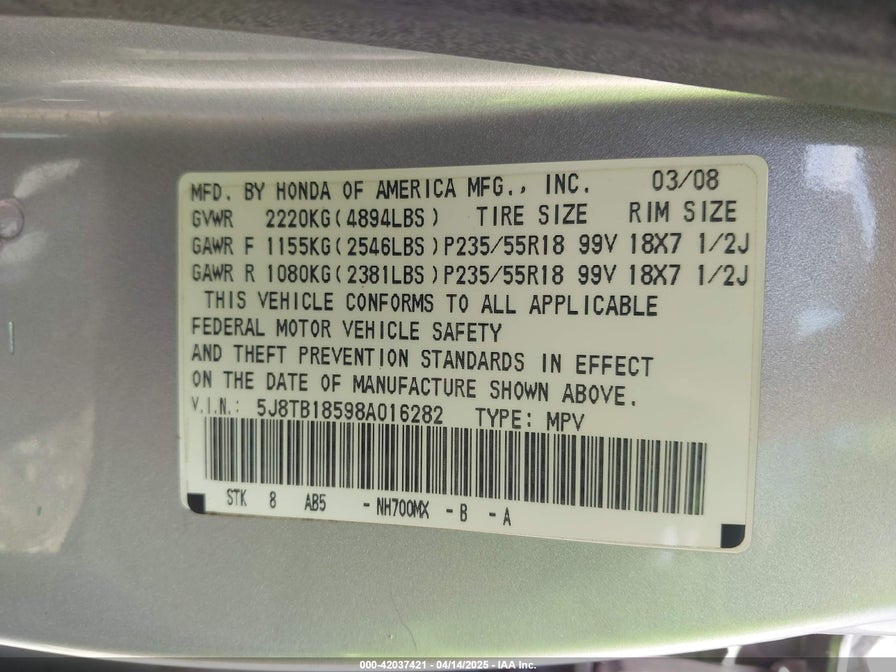 MFD. BY HONDA OF AMERICA MFG., INC. 03/08
GVWR 2220KG(4894LBS) TIRE SIZE RIM SIZE
GAWR F 1155KG(2546LBS)P235/55R18 99V 18X7 1/2J
GAWR R 1080KG(2381LBS)P235/55R18 99V 18X7 1/2J
THIS VEHICLE CONFORMS TO ALL APPLICABLE
FEDERAL MOTOR VEHICLE SAFETY
AND THEFT PREVENTION STANDARDS IN EFFECT
ON THE DATE OF MANUFACTURE SHOWN ABOVE.
V.I.N.: 5J8TB18598A016282 TYPE: MPV
STK 8 AB5 -NH700MX -B -A
000-42037421 - 04/14/2025 - IAA Inc.